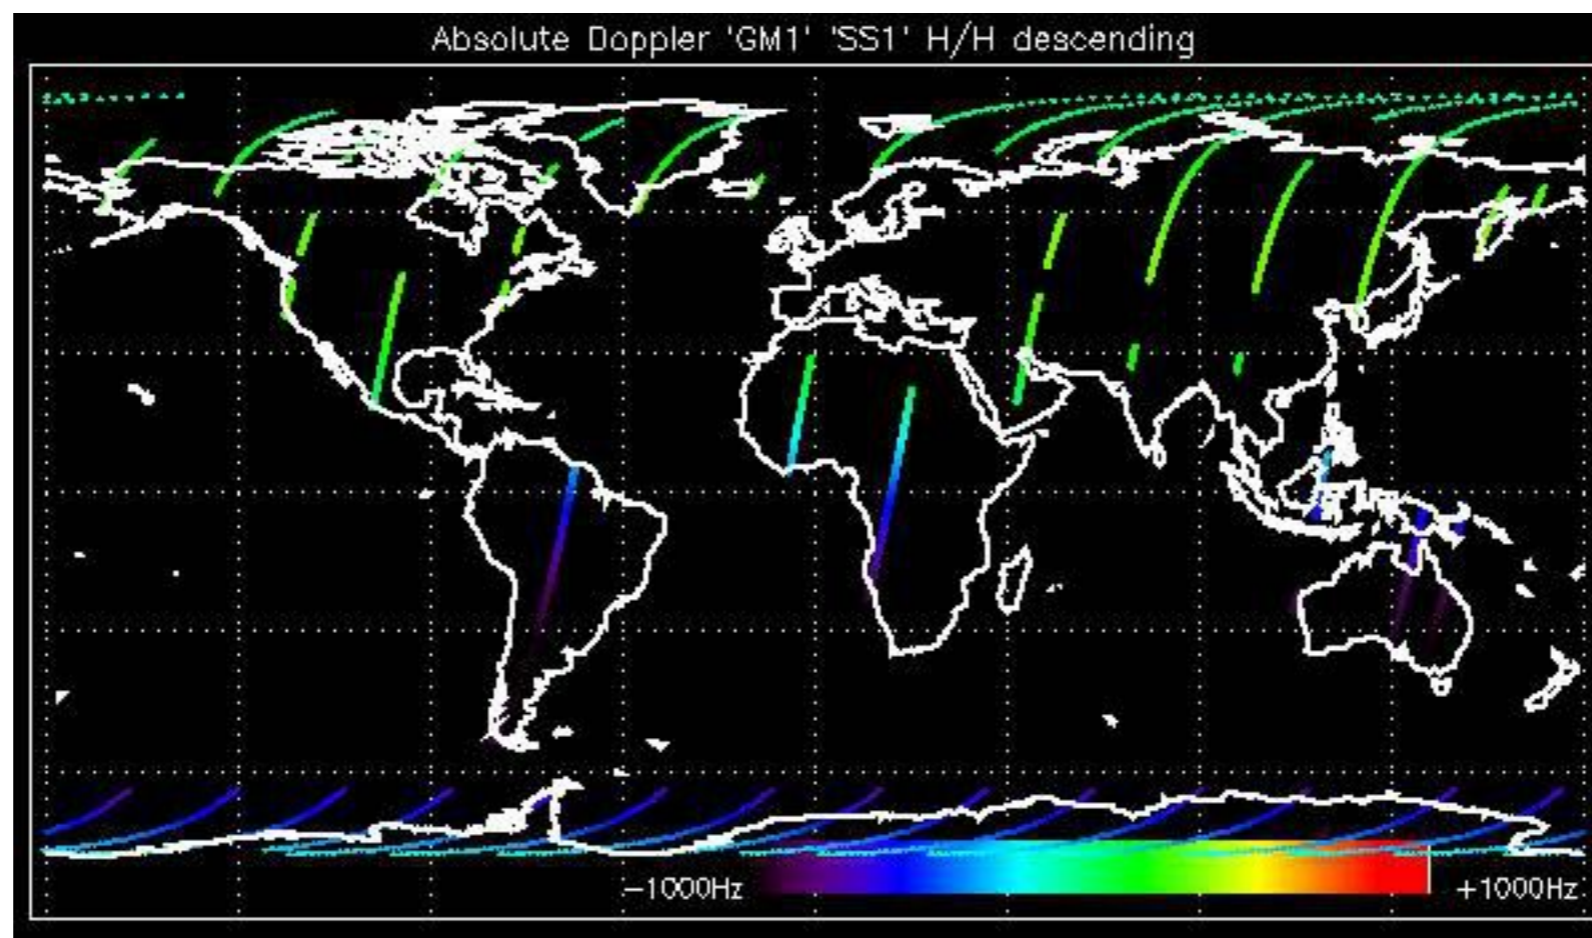 Absolute Doppler 'GM1' 'SS1' H/H descending
−1000Hz
+1000Hz